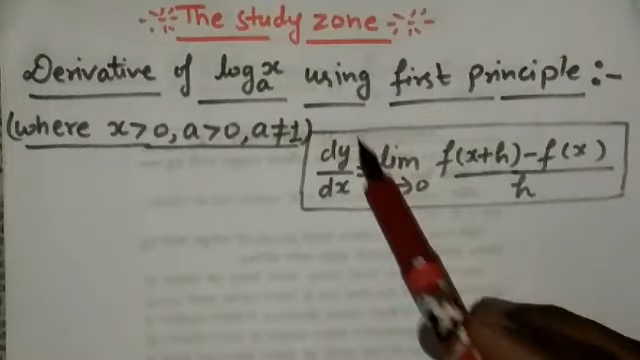 The study zone
Derivative of logₐx using first principle :-
(where x>0, a>0, a≠1)
dy/dx = lim →0 f(x+h)-f(x)/h